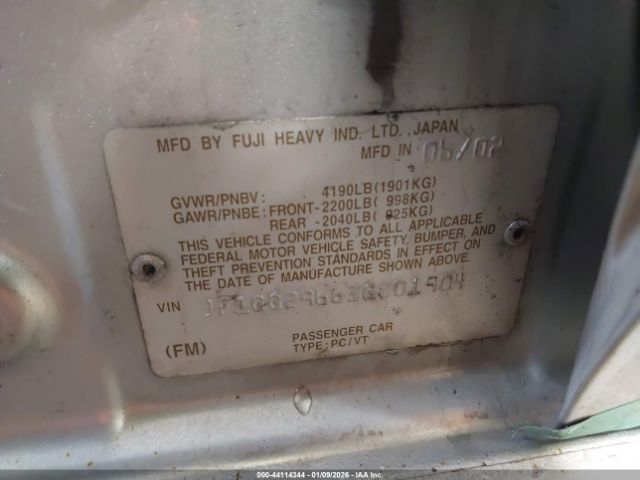 MFD BY FUJI HEAVY IND. LTD. JAPAN
MFD IN 06/02
GVWR/PNBV: 4190LB(1901KG)
GAWR/PNBE: FRONT-2200LB( 998KG)
REAR -2040LB( 925KG)
THIS VEHICLE CONFORMS TO ALL APPLICABLE
FEDERAL MOTOR VEHICLE SAFETY, BUMPER, AND
THEFT PREVENTION STANDARDS IN EFFECT ON
THE DATE OF MANUFACTURE SHOWN ABOVE.
VIN
(FM)
PASSENGER CAR
TYPE: PC/VT
000-44114344 | 01/09/2026 - IAAI COPYRIGHT